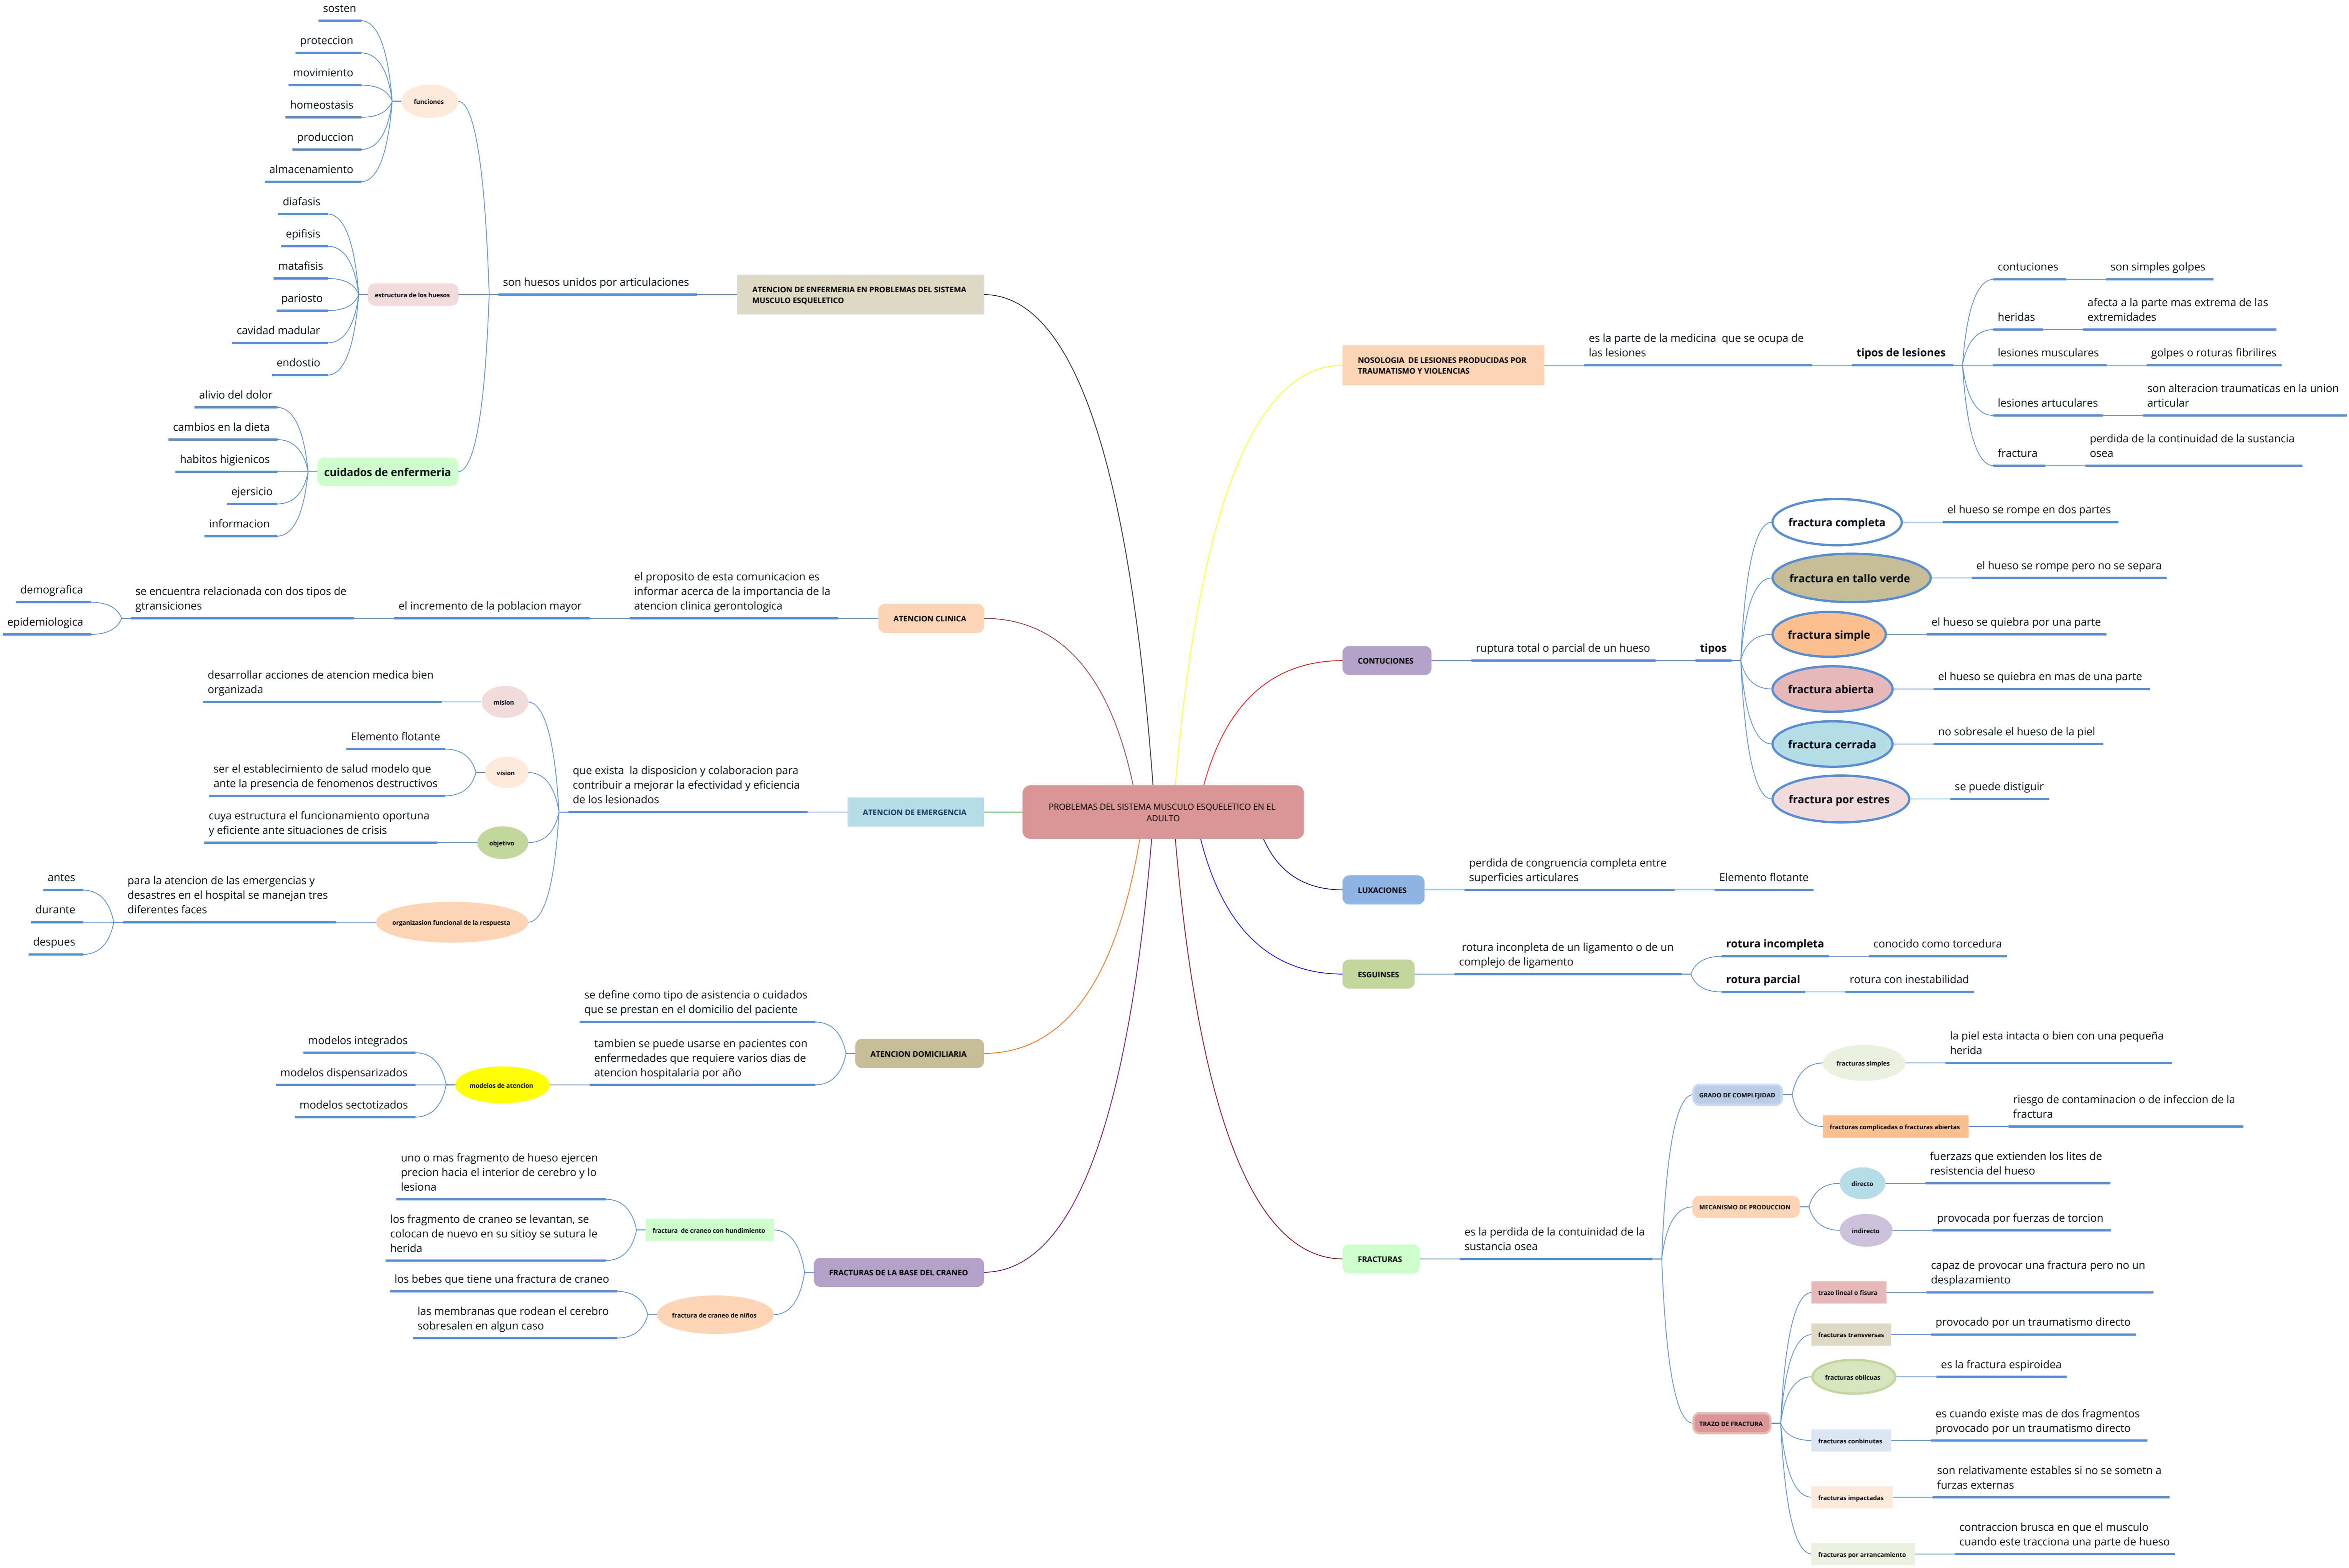 PROBLEMAS DEL SISTEMA MUSCULO ESQUELETICO EN EL
ADULTO
NOSOLOGIA  DE LESIONES PRODUCIDAS POR
TRAUMATISMO Y VIOLENCIAS
es la parte de la medicina  que se ocupa de
las lesiones
tipos de lesiones
contuciones
son simples golpes
heridas
afecta a la parte mas extrema de las
extremidades
lesiones musculares
golpes o roturas fibrilires
lesiones artuculares
son alteracion traumaticas en la union
articular
fractura
perdida de la continuidad de la sustancia
osea
CONTUCIONES
ruptura total o parcial de un hueso
tipos
fractura completa
el hueso se rompe en dos partes
fractura en tallo verde
el hueso se rompe pero no se separa
fractura simple
el hueso se quiebra por una parte
fractura abierta
el hueso se quiebra en mas de una parte
fractura cerrada
no sobresale el hueso de la piel
fractura por estres
se puede distiguir
LUXACIONES
perdida de congruencia completa entre
superficies articulares
Elemento flotante
ESGUINSES
rotura inconpleta de un ligamento o de un
complejo de ligamento
rotura incompleta
conocido como torcedura
rotura parcial
rotura con inestabilidad
FRACTURAS
es la perdida de la contuinidad de la
sustancia osea
GRADO DE COMPLEJIDAD
fracturas simples
la piel esta intacta o bien con una pequeña
herida
fracturas complicadas o fracturas abiertas
riesgo de contaminacion o de infeccion de la
fractura
MECANISMO DE PRODUCCION
directo
fuerzazs que extienden los lites de
resistencia del hueso
indirecto
provocada por fuerzas de torcion
TRAZO DE FRACTURA
trazo lineal o fisura
capaz de provocar una fractura pero no un
desplazamiento
fracturas transversas
provocado por un traumatismo directo
fracturas oblicuas
es la fractura espiroidea
fracturas conbinutas
es cuando existe mas de dos fragmentos
provocado por un traumatismo directo
fracturas impactadas
son relativamente estables si no se sometn a
furzas externas
fracturas por arrancamiento
contraccion brusca en que el musculo
cuando este tracciona una parte de hueso
ATENCION DE ENFERMERIA EN PROBLEMAS DEL SISTEMA
MUSCULO ESQUELETICO
son huesos unidos por articulaciones
funciones
sosten
proteccion
movimiento
homeostasis
produccion
almacenamiento
estructura de los huesos
diafasis
epifisis
matafisis
pariosto
cavidad madular
endostio
cuidados de enfermeria
alivio del dolor
cambios en la dieta
habitos higienicos
ejersicio
informacion
ATENCION CLINICA
el proposito de esta comunicacion es
informar acerca de la importancia de la
atencion clinica gerontologica
el incremento de la poblacion mayor
se encuentra relacionada con dos tipos de
gtransiciones
demografica
epidemiologica
ATENCION DE EMERGENCIA
que exista  la disposicion y colaboracion para
contribuir a mejorar la efectividad y eficiencia
de los lesionados
mision
desarrollar acciones de atencion medica bien
organizada
vision
Elemento flotante
ser el establecimiento de salud modelo que
ante la presencia de fenomenos destructivos
objetivo
cuya estructura el funcionamiento oportuna
y eficiente ante situaciones de crisis
organizasion funcional de la respuesta
para la atencion de las emergencias y
desastres en el hospital se manejan tres
diferentes faces
antes
durante
despues
ATENCION DOMICILIARIA
se define como tipo de asistencia o cuidados
que se prestan en el domicilio del paciente
tambien se puede usarse en pacientes con
enfermedades que requiere varios dias de
atencion hospitalaria por año
modelos de atencion
modelos integrados
modelos dispensarizados
modelos sectotizados
FRACTURAS DE LA BASE DEL CRANEO
fractura  de craneo con hundimiento
uno o mas fragmento de hueso ejercen
precion hacia el interior de cerebro y lo
lesiona
los fragmento de craneo se levantan, se
colocan de nuevo en su sitioy se sutura le
herida
fractura de craneo de niños
los bebes que tiene una fractura de craneo
las membranas que rodean el cerebro
sobresalen en algun caso